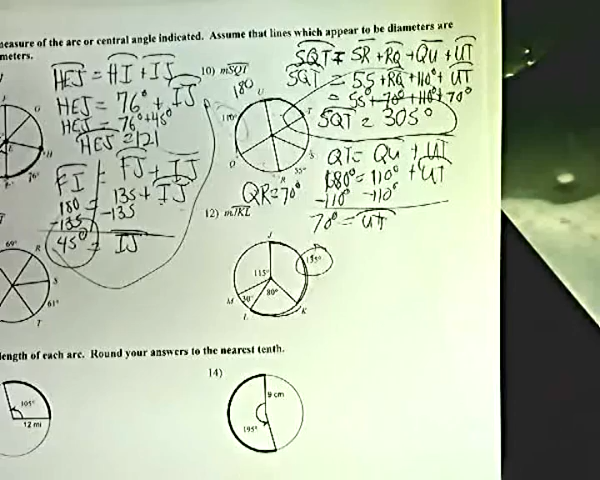 measure of the arc or central angle indicated. Assume that lines which appear to be diameters are
meters.
HEJ = HI + IJ
HEJ = 76° + IJ
HEJ = 76° + 45°
HEJ = 121
FI = FJ + IJ
180 = 135 + IJ
-135 -135
45° = IJ
10) mSQT
180
SQT = SR + RQ + QU + UT
SQT = 55 + RQ + 110° + UT
= 55° + 70° + 110° + 70°
SQT = 305°
U
T
S
R
Q
110°
55°
QR = 70°
QT = QU + UT
180° = 110° + UT
-110° -110°
70° = UT
12) mJKL
J
115°
M
30°
80°
L
K
135°
69°
R
S
61°
T
length of each arc. Round your answers to the nearest tenth.
105°
12 mi
14)
9 cm
195°